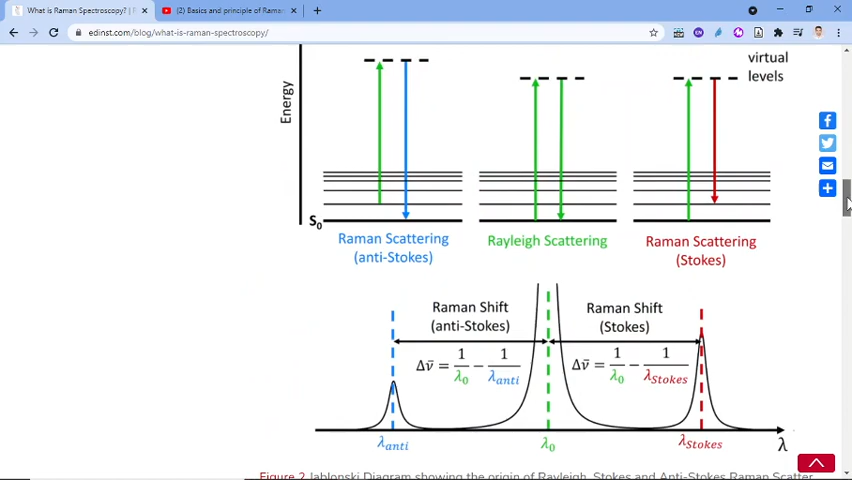 What is Raman Spectroscopy? | R
(2) Basics and principle of Raman
edinst.com/blog/what-is-raman-spectroscopy/
virtual
levels
Energy
S₀
Raman Scattering
(anti-Stokes)
Rayleigh Scattering
Raman Scattering
(Stokes)
Raman Shift
(anti-Stokes)
Raman Shift
(Stokes)
Δν̄ = 1/λ₀ − 1/λanti
Δν̄ = 1/λ₀ − 1/λStokes
λanti
λ₀
λStokes
λ
Figure 2 Jablonski Diagram showing the origin of Rayleigh, Stokes and Anti-Stokes Raman Scatter